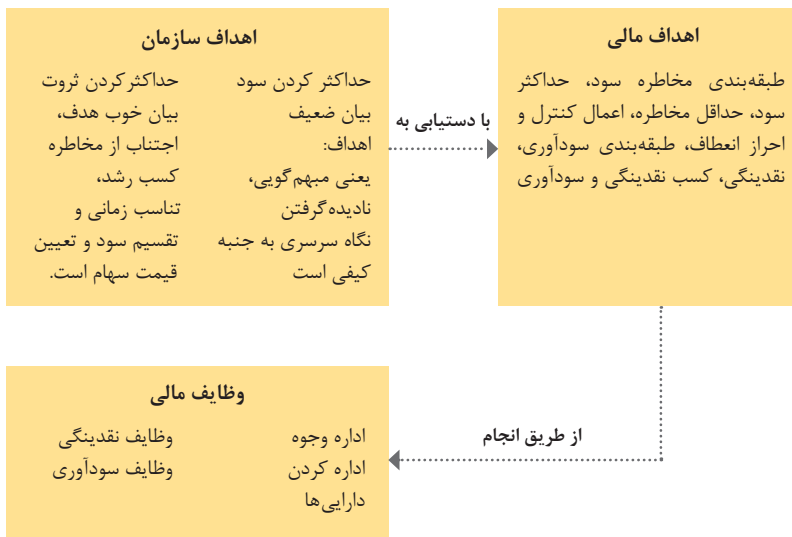 اهداف سازمان
حداکثر کردن سود
بیان ضعیف
اهداف:
یعنی مبهم‌گویی،
نادیده‌گرفتن
نگاه سرسری به جنبه
کیفی است
حداکثرکردن ثروت
بیان خوب هدف،
اجتناب از مخاطره
کسب رشد،
تناسب زمانی و
تقسیم سود و تعیین
قیمت سهام است.
با دستیابی به
اهداف مالی
طبقه‌بندی مخاطره سود، حداکثر
سود، حداقل مخاطره، اعمال کنترل و
احراز انعطاف، طبقه‌بندی سودآوری،
نقدینگی، کسب نقدینگی و سودآوری
از طریق انجام
وظایف مالی
اداره وجوه
اداره کردن
دارایی‌ها
وظایف نقدینگی
وظایف سودآوری